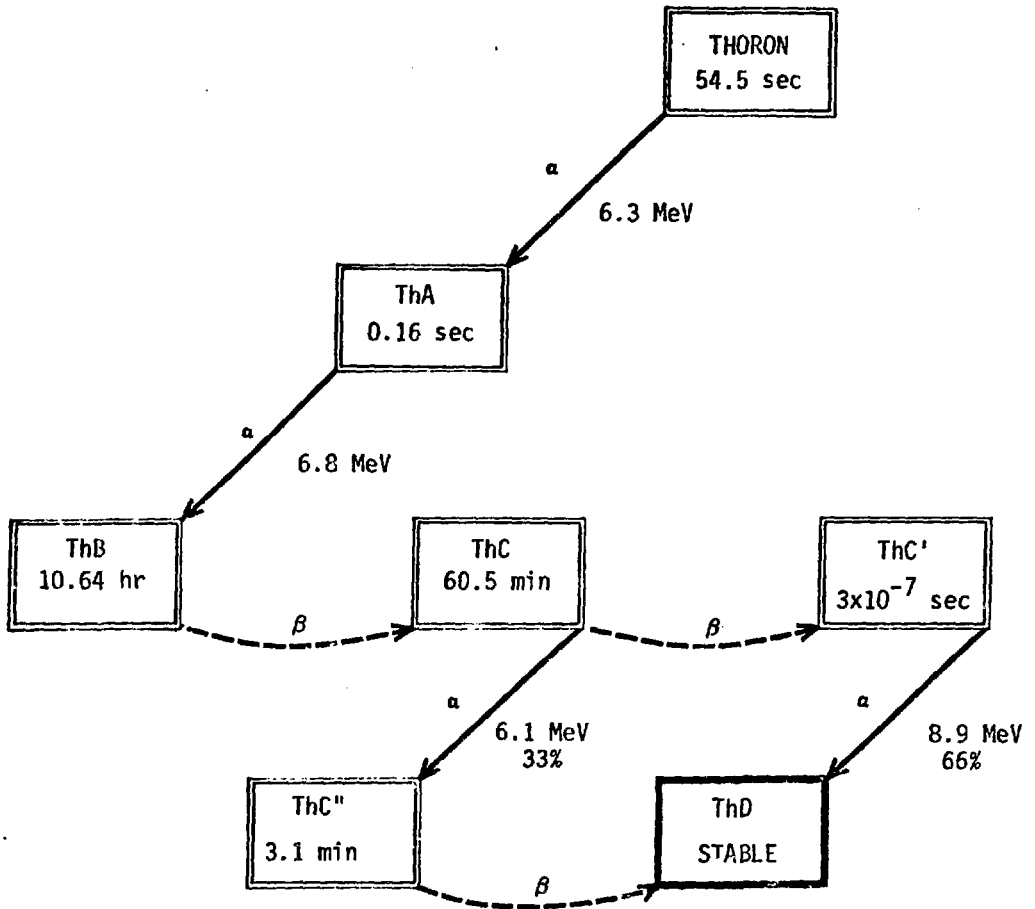 THORON
54.5 sec
α
6.3 MeV
ThA
0.16 sec
α
6.8 MeV
ThB
10.64 hr
ThC
60.5 min
ThC'
3x10⁻⁷ sec
β
β
α
6.1 MeV
33%
α
8.9 MeV
66%
ThC"
3.1 min
ThD
STABLE
β